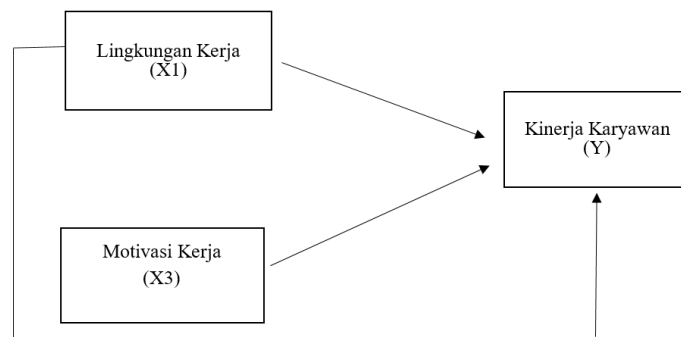 Lingkungan Kerja
(X1)
Kinerja Karyawan
(Y)
Motivasi Kerja
(X3)